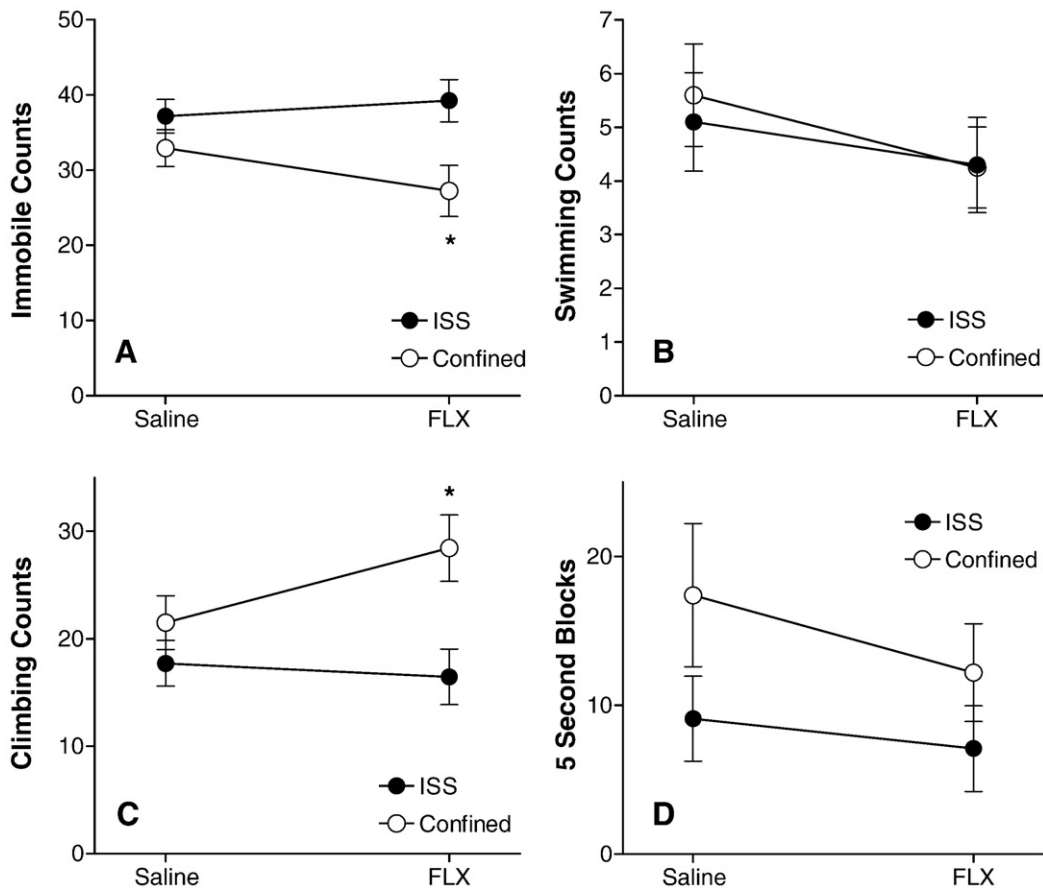 50
40
30
20
10
0
Immobile Counts
*
ISS
Confined
A
Saline FLX
7
6
5
4
3
2
1
0
Swimming Counts
ISS
Confined
B
Saline FLX
30
20
10
0
Climbing Counts
*
ISS
Confined
C
Saline FLX
20
10
0
5 Second Blocks
ISS
Confined
D
Saline FLX